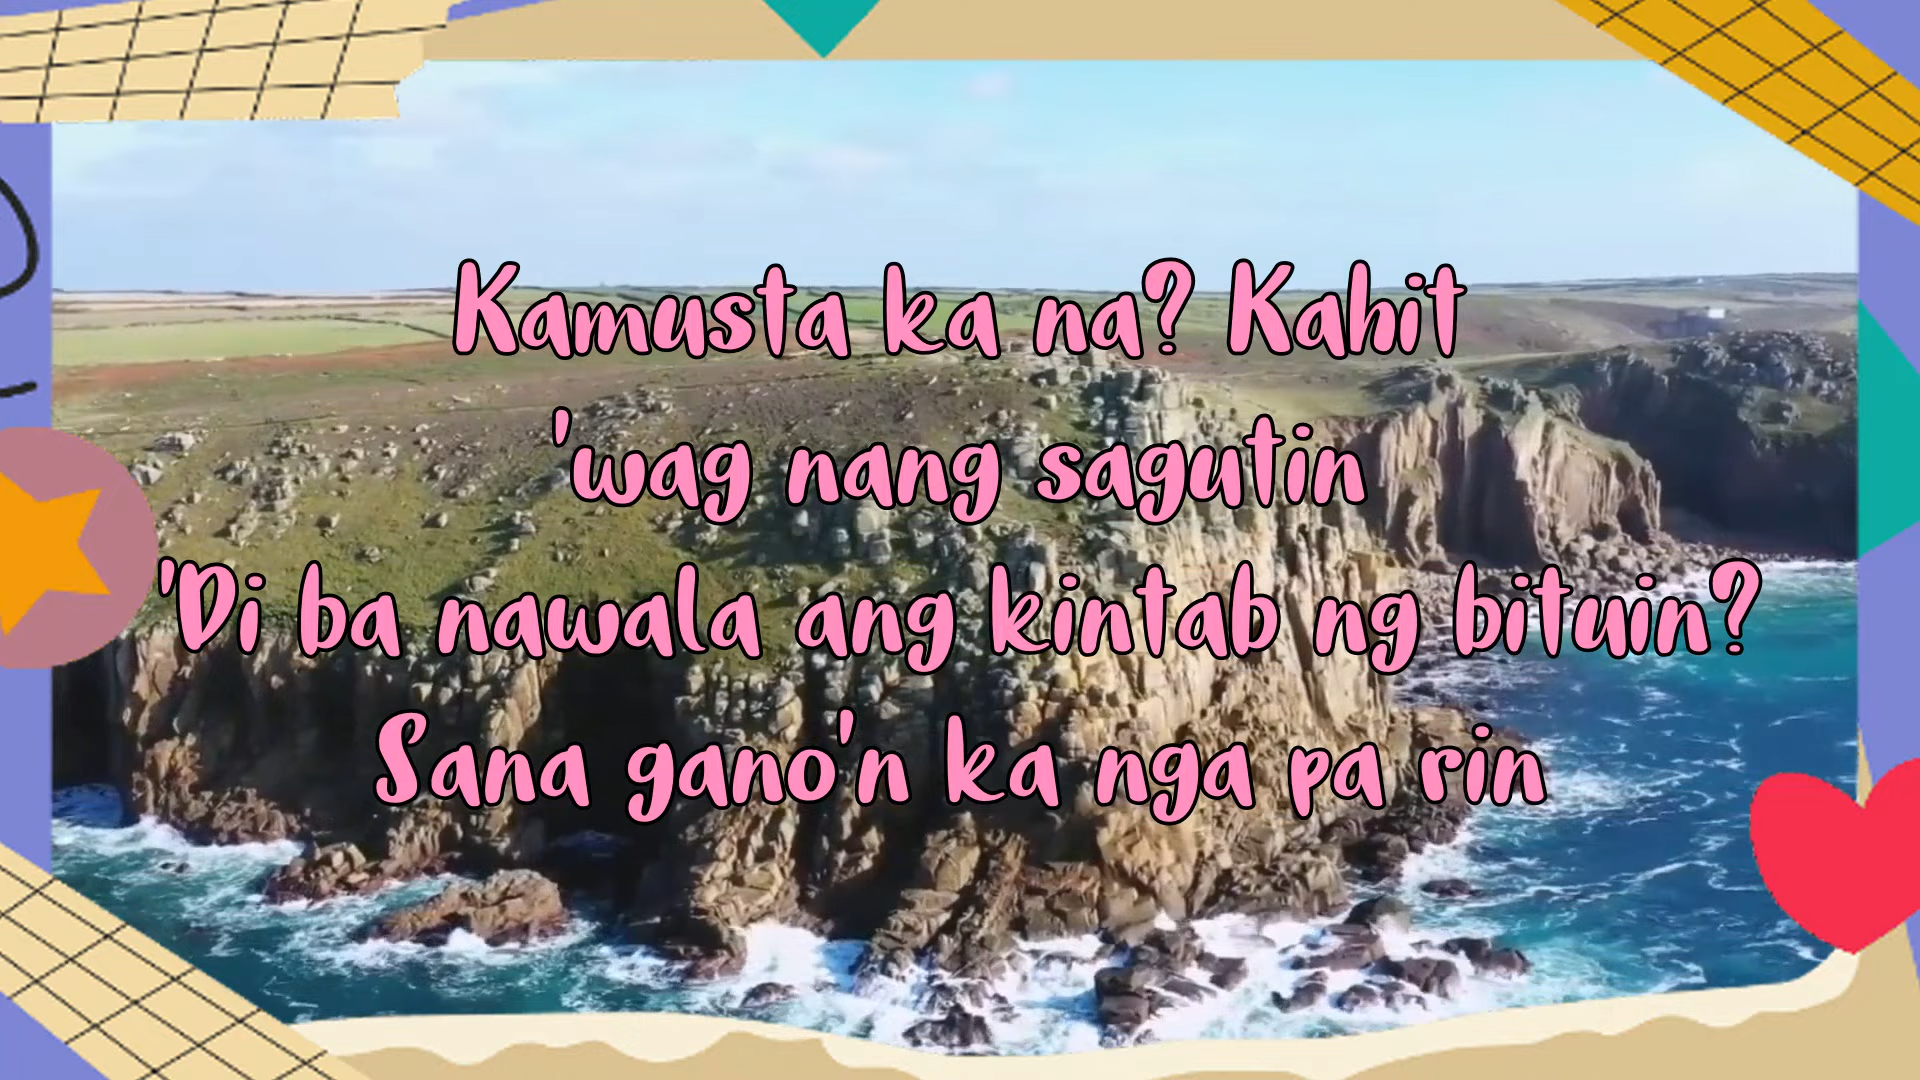 Kamusta ka na? Kahit
'wag nang sagutin
'Di ba nawala ang kintab ng bituin?
Sana gano'n ka nga pa rin